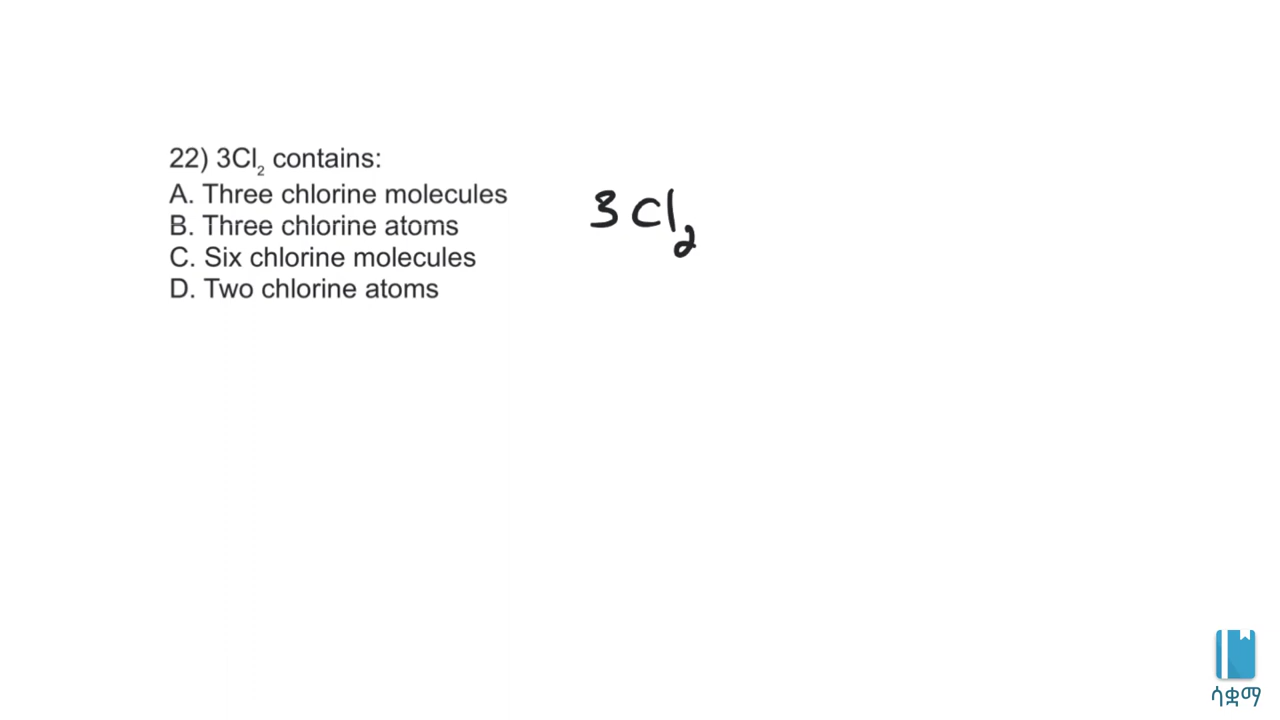 22) 3Cl₂ contains:
A. Three chlorine molecules
B. Three chlorine atoms
C. Six chlorine molecules
D. Two chlorine atoms
3Cl₂
ሳቋማ